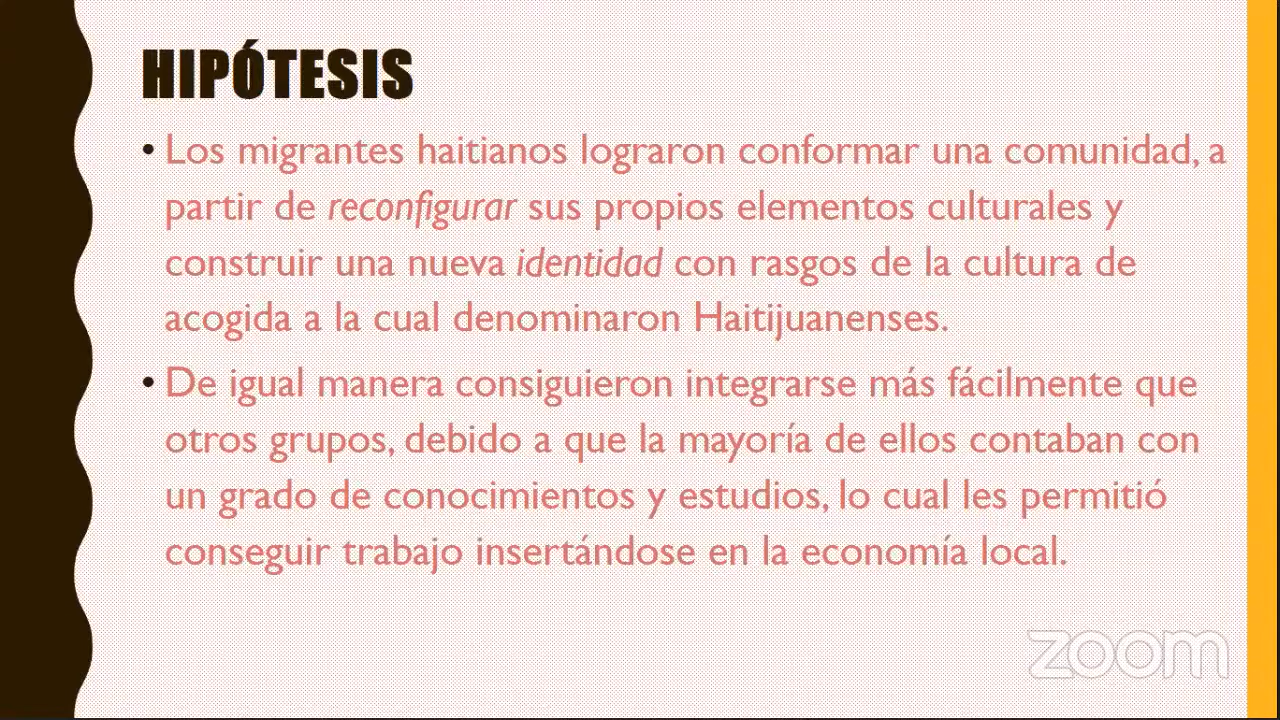 HIPÓTESIS
• Los migrantes haitianos lograron conformar una comunidad, a
partir de reconfigurar sus propios elementos culturales y
construir una nueva identidad con rasgos de la cultura de
acogida a la cual denominaron Haitijuanenses.
• De igual manera consiguieron integrarse más fácilmente que
otros grupos, debido a que la mayoría de ellos contaban con
un grado de conocimientos y estudios, lo cual les permitió
conseguir trabajo insertándose en la economía local.
zoom